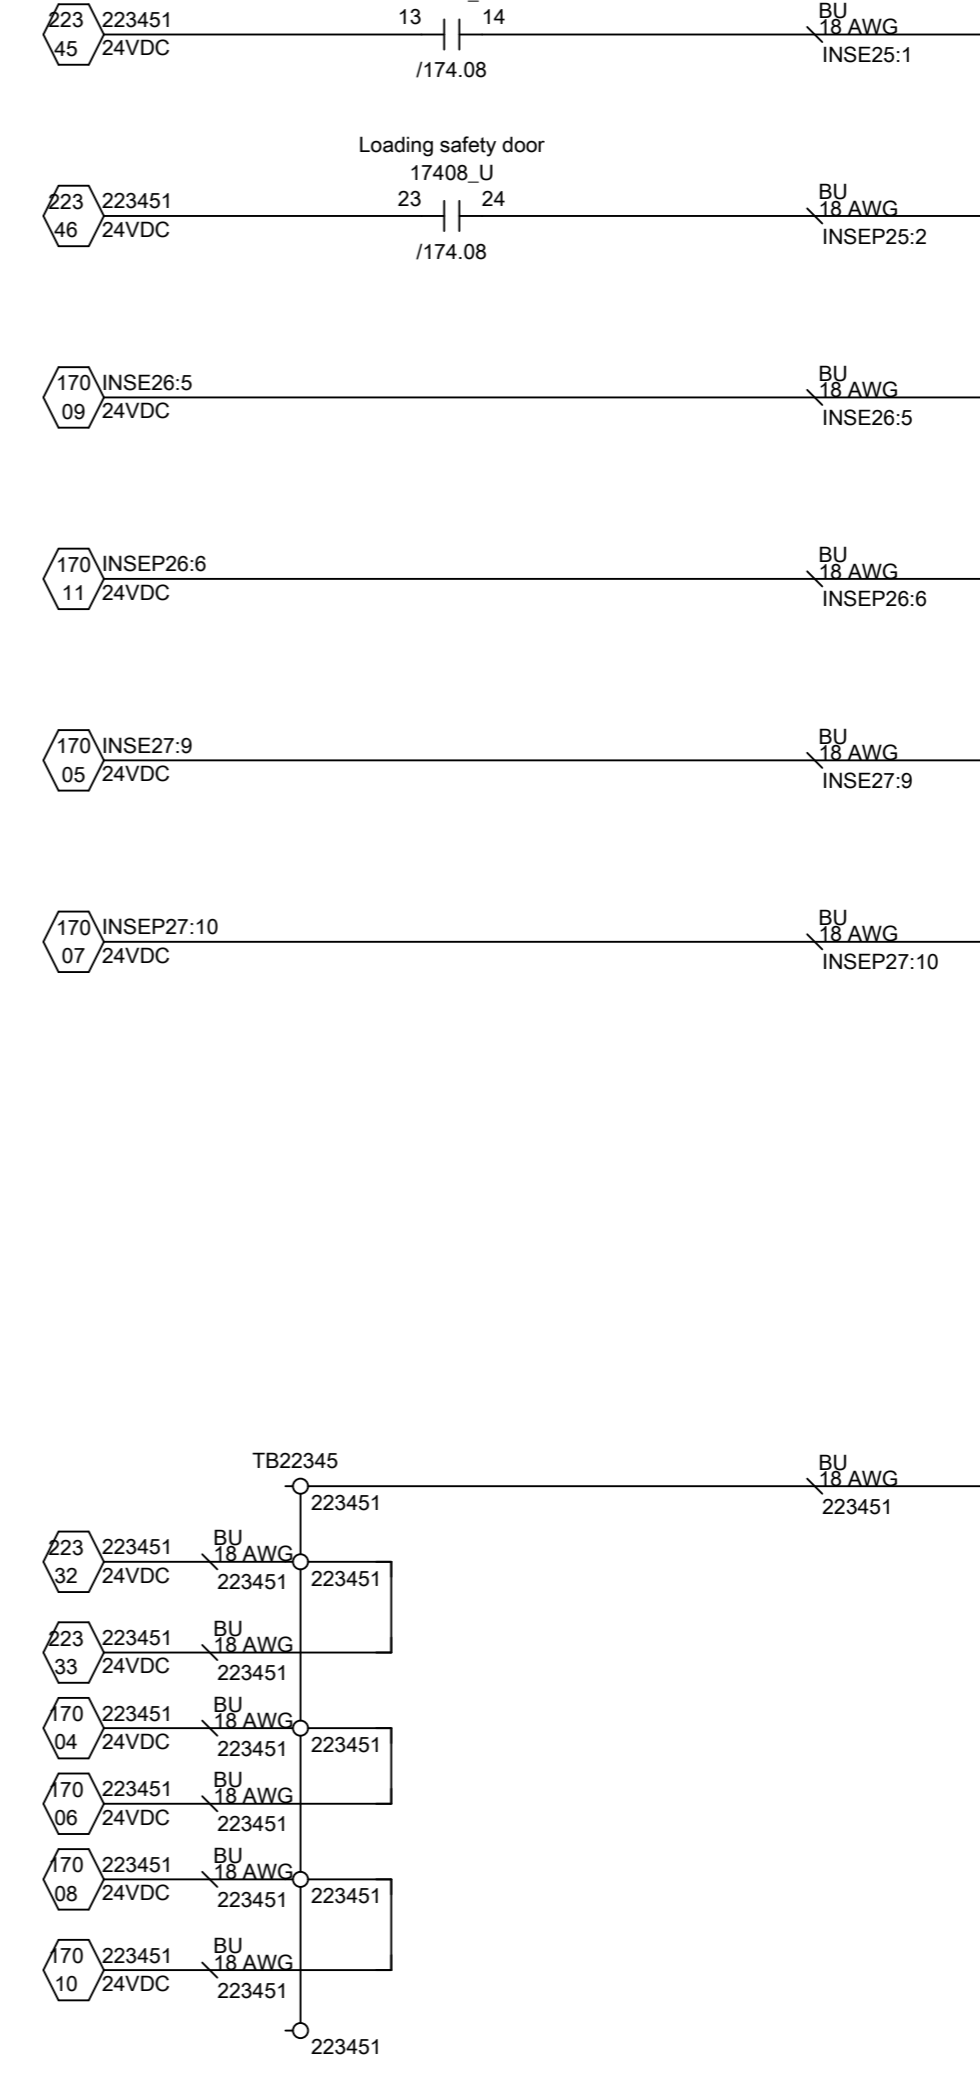 223 223451 13 14 BU
18 AWG
45 24VDC INSE25:1
/174.08
Loading safety door
17408_U
223 223451 23 24 BU
18 AWG
46 24VDC INSEP25:2
/174.08
170 INSE26:5 BU
18 AWG
09 24VDC INSE26:5
170 INSEP26:6 BU
18 AWG
11 24VDC INSEP26:6
170 INSE27:9 BU
18 AWG
05 24VDC INSE27:9
170 INSEP27:10 BU
18 AWG
07 24VDC INSEP27:10
TB22345 BU
18 AWG
223451 223451
223 223451 BU
18 AWG
32 24VDC 223451 223451
223 223451 BU
18 AWG
33 24VDC 223451
170 223451 BU
18 AWG
04 24VDC 223451 223451
170 223451 BU
18 AWG
06 24VDC 223451
170 223451 BU
18 AWG
08 24VDC 223451 223451
170 223451 BU
18 AWG
10 24VDC 223451
223451